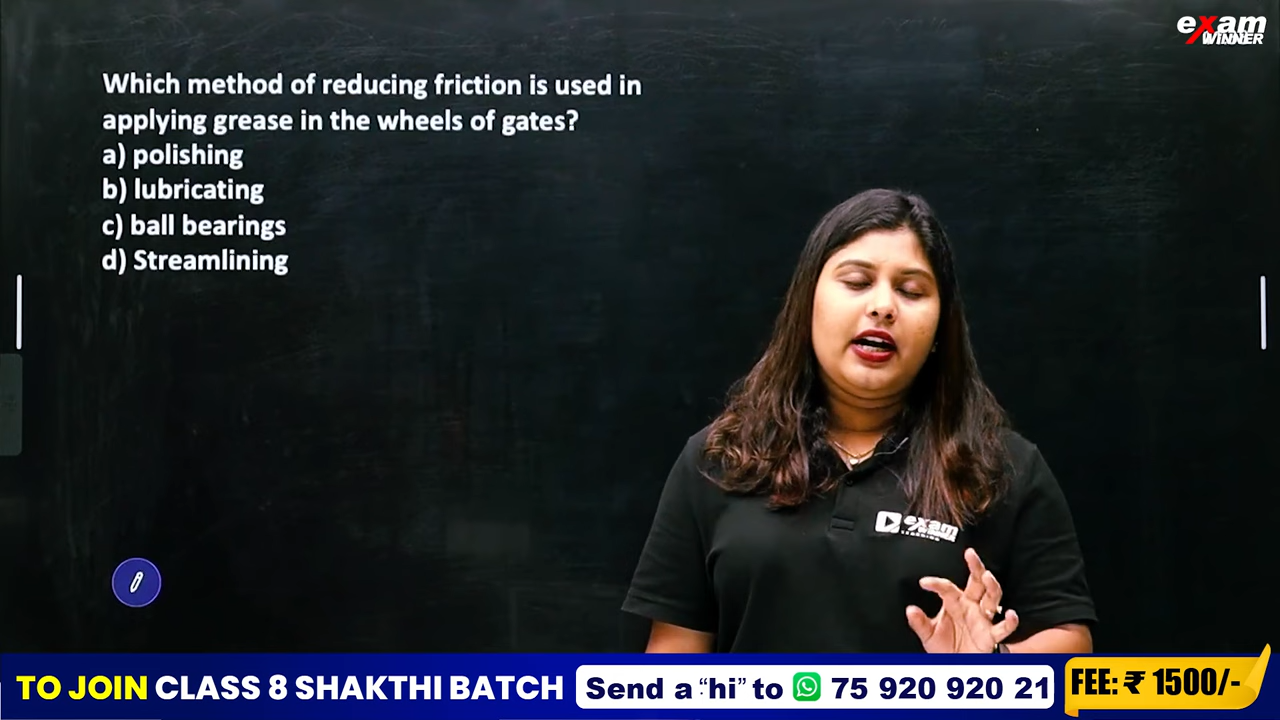 exam
WINNER
Which method of reducing friction is used in
applying grease in the wheels of gates?
a) polishing
b) lubricating
c) ball bearings
d) Streamlining
exam
TO JOIN CLASS 8 SHAKTHI BATCH
Send a “hi” to 75 920 920 21
FEE: ₹ 1500/-